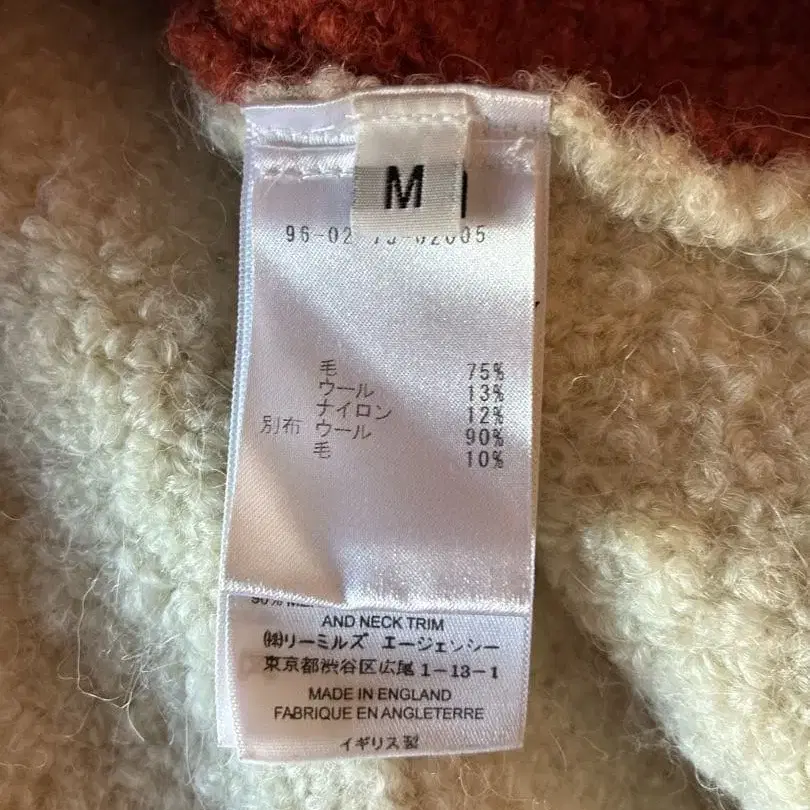 M
96-02
毛 75%
ウール 13%
ナイロン 12%
別布 ウール 90%
毛 10%
AND NECK TRIM
㈱リーミルズ エージェンシー
東京都渋谷区広尾 1-13-1
MADE IN ENGLAND
FABRIQUE EN ANGLETERRE
イギリス製